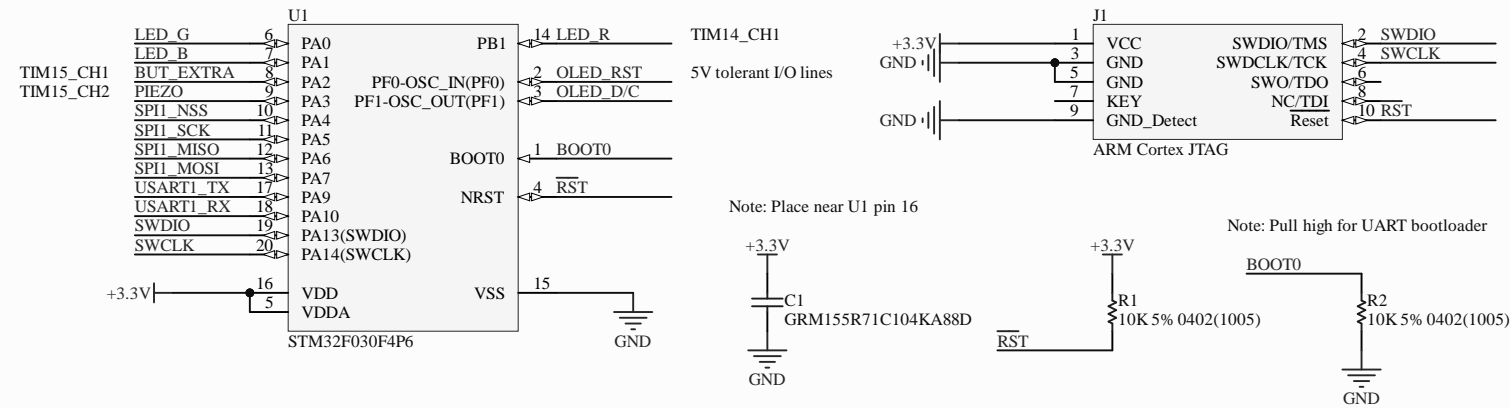 U1
LED_G 6 PA0
LED_B 7 PA1
TIM15_CH1 BUT_EXTRA 8 PA2
TIM15_CH2 PIEZO 9 PA3
SPI1_NSS 10 PA4
SPI1_SCK 11 PA5
SPI1_MISO 12 PA6
SPI1_MOSI 13 PA7
USART1_TX 17 PA9
USART1_RX 18 PA10
SWDIO 19 PA13(SWDIO)
SWCLK 20 PA14(SWCLK)
+3.3V 16 VDD
5 VDDA
PB1 14 LED_R TIM14_CH1
PF0-OSC_IN(PF0) 2 OLED_RST 5V tolerant I/O lines
PF1-OSC_OUT(PF1) 3 OLED_D/C
BOOT0 1 BOOT0
NRST 4 RST
VSS 15
GND
STM32F030F4P6
J1
+3.3V 1 VCC SWDIO/TMS 2 SWDIO
GND 3 GND SWDCLK/TCK 4 SWCLK
5 GND SWO/TDO 6
7 KEY NC/TDI 8
GND 9 GND_Detect Reset 10 RST
ARM Cortex JTAG
Note: Place near U1 pin 16
+3.3V
C1
GRM155R71C104KA88D
GND
+3.3V
R1
10K 5% 0402(1005)
RST
Note: Pull high for UART bootloader
BOOT0
R2
10K 5% 0402(1005)
GND